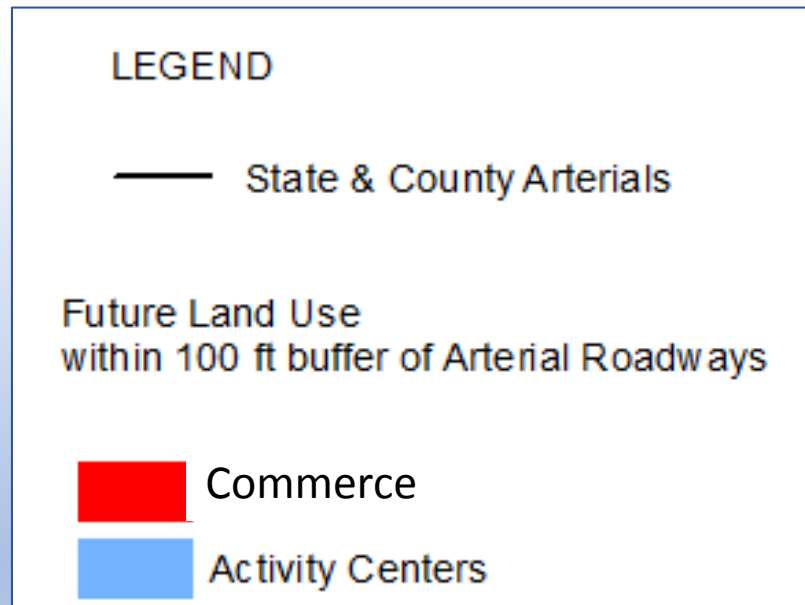 LEGEND
State & County Arterials
Future Land Use
within 100 ft buffer of Arterial Roadways
Commerce
Activity Centers